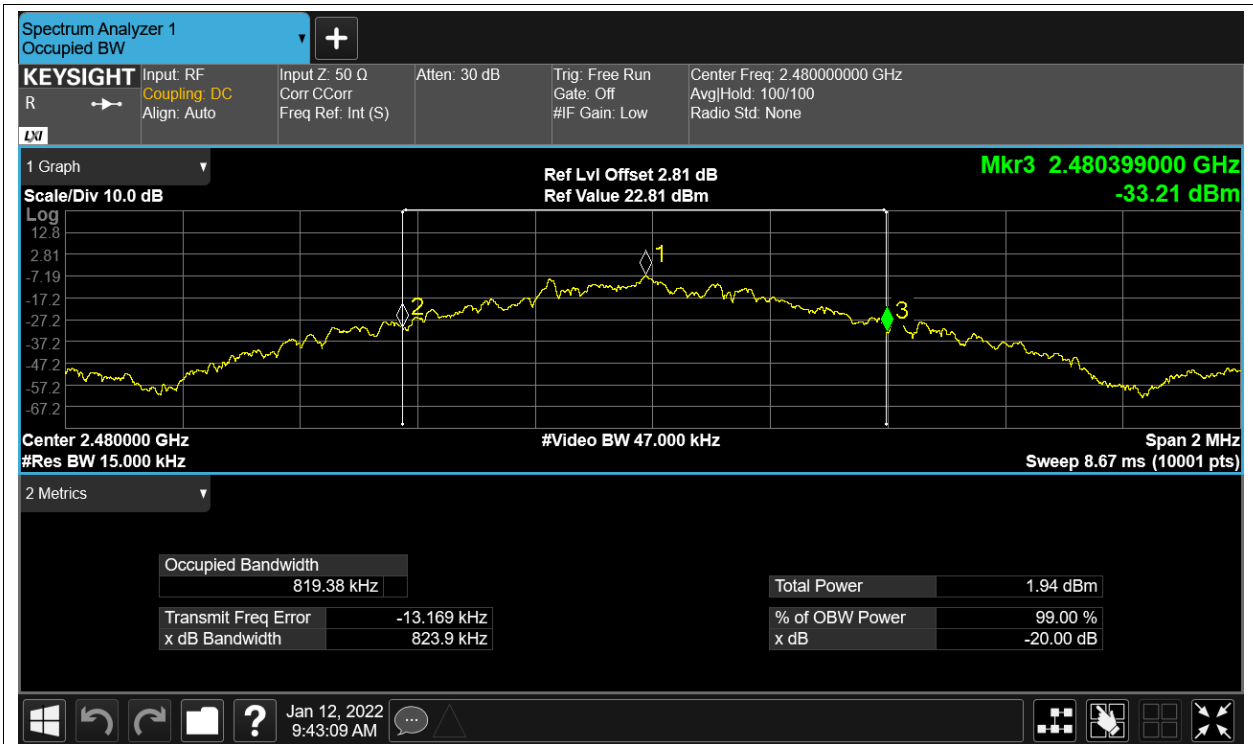 Spectrum Analyzer 1
Occupied BW
KEYSIGHT
R
LXI
Input: RF
Coupling: DC
Align: Auto
Input Z: 50 Ω
Corr CCorr
Freq Ref: Int (S)
Atten: 30 dB
Trig: Free Run
Gate: Off
#IF Gain: Low
Center Freq: 2.480000000 GHz
Avg|Hold: 100/100
Radio Std: None
1 Graph
Scale/Div 10.0 dB
Ref Lvl Offset 2.81 dB
Ref Value 22.81 dBm
Mkr3 2.480399000 GHz
-33.21 dBm
Log
12.8
2.81
-7.19
-17.2
-27.2
-37.2
-47.2
-57.2
-67.2
1
2
3
Center 2.480000 GHz
#Res BW 15.000 kHz
#Video BW 47.000 kHz
Span 2 MHz
Sweep 8.67 ms (10001 pts)
2 Metrics
Occupied Bandwidth
819.38 kHz
Transmit Freq Error -13.169 kHz
x dB Bandwidth 823.9 kHz
Total Power 1.94 dBm
% of OBW Power 99.00 %
x dB -20.00 dB
?
Jan 12, 2022
9:43:09 AM